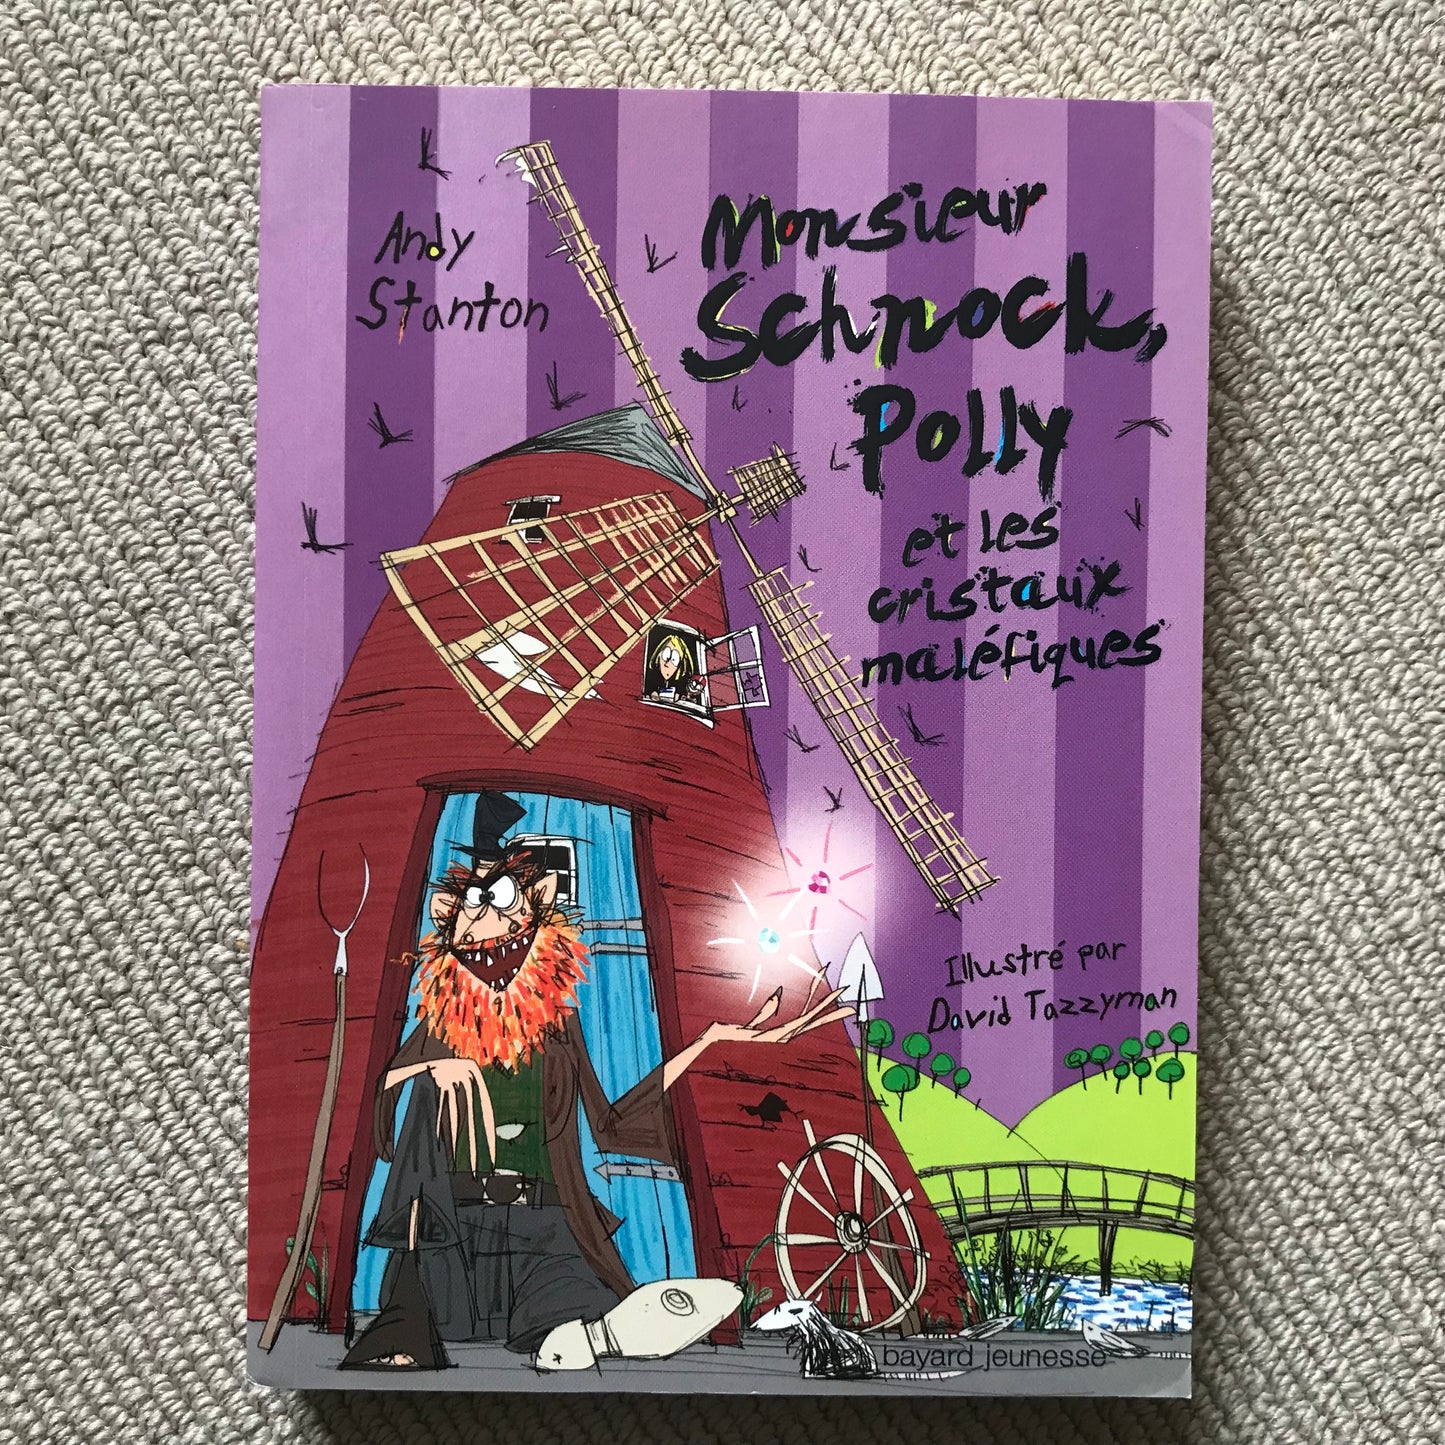 Andy
Stanton
Monsieur
Schnock,
Polly
et les
cristaux
maléfiques
Illustré par
David Tazzyman
bayard jeunesse